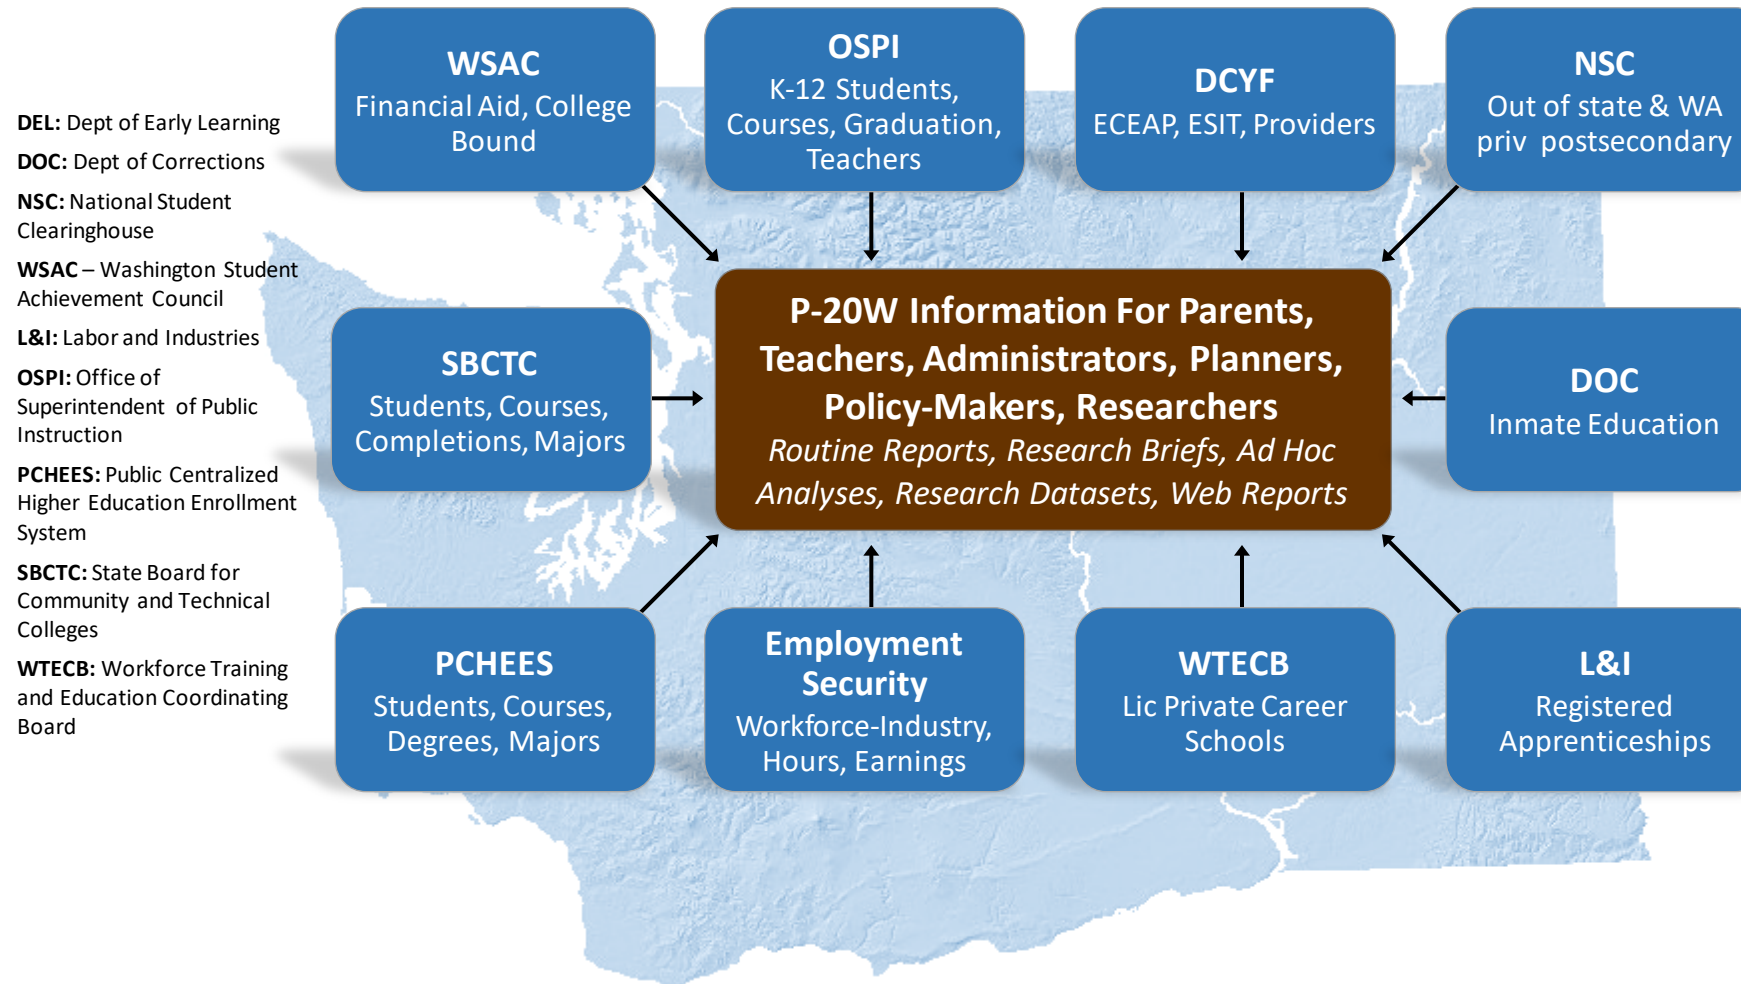 DEL: Dept of Early Learning
DOC: Dept of Corrections
NSC: National Student
Clearinghouse
WSAC – Washington Student
Achievement Council
L&I: Labor and Industries
OSPI: Office of
Superintendent of Public
Instruction
PCHEES: Public Centralized
Higher Education Enrollment
System
SBCTC: State Board for
Community and Technical
Colleges
WTECB: Workforce Training
and Education Coordinating
Board
WSAC
Financial Aid, College
Bound
OSPI
K-12 Students,
Courses, Graduation,
Teachers
DCYF
ECEAP, ESIT, Providers
NSC
Out of state & WA
priv postsecondary
SBCTC
Students, Courses,
Completions, Majors
P-20W Information For Parents,
Teachers, Administrators, Planners,
Policy-Makers, Researchers
Routine Reports, Research Briefs, Ad Hoc
Analyses, Research Datasets, Web Reports
DOC
Inmate Education
PCHEES
Students, Courses,
Degrees, Majors
Employment
Security
Workforce-Industry,
Hours, Earnings
WTECB
Lic Private Career
Schools
L&I
Registered
Apprenticeships